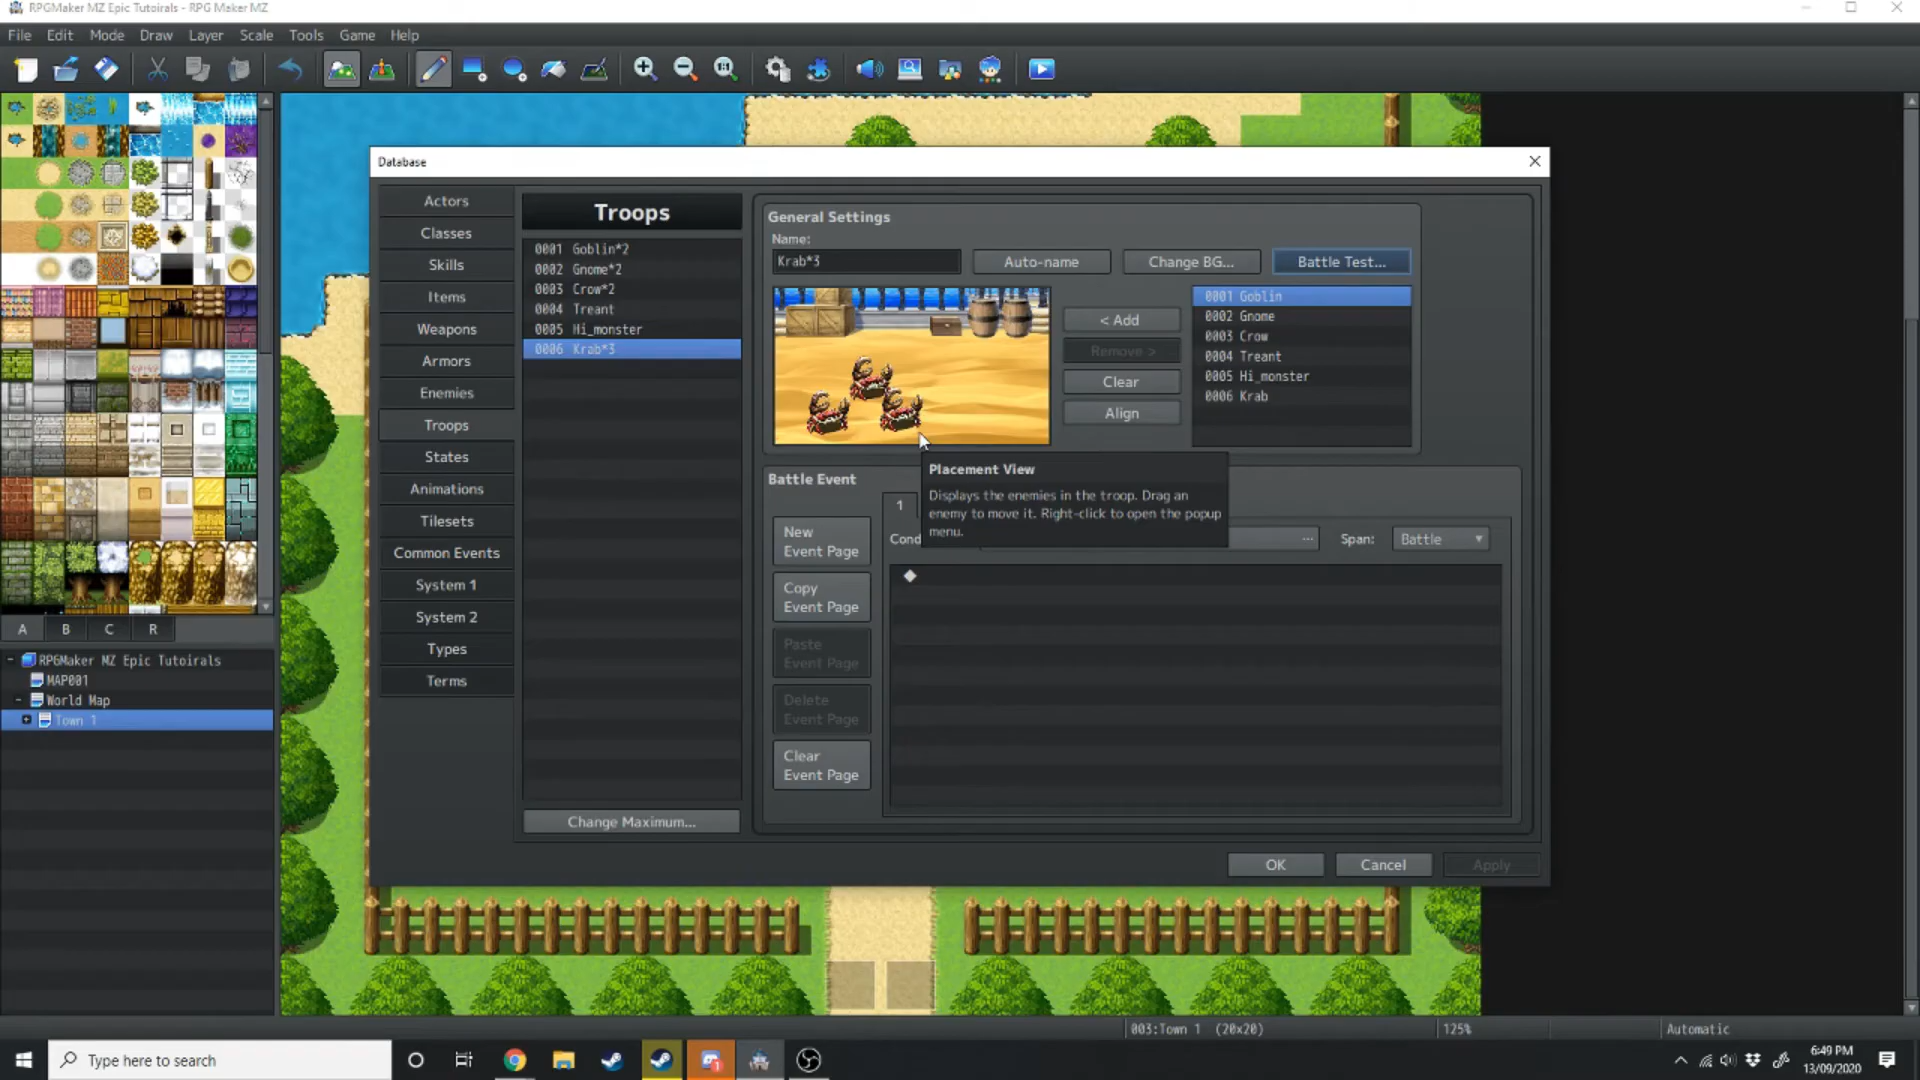 RPGMaker MZ Epic Tutoirals - RPG Maker MZ
File Edit Mode Draw Layer Scale Tools Game Help
Database
Actors
Classes
Skills
Items
Weapons
Armors
Enemies
Troops
States
Animations
Tilesets
Common Events
System 1
System 2
Types
Terms
Troops
0001 Goblin*2
0002 Gnome*2
0003 Crow*2
0004 Treant
0005 Hi_monster
0006 Krab*3
Change Maximum...
General Settings
Name:
Krab*3
Auto-name
Change BG...
Battle Test...
< Add
Remove >
Clear
Align
0001 Goblin
0002 Gnome
0003 Crow
0004 Treant
0005 Hi_monster
0006 Krab
Battle Event
1
Placement View
Displays the enemies in the troop. Drag an
enemy to move it. Right-click to open the popup
menu.
New
Event Page
Copy
Event Page
Paste
Event Page
Delete
Event Page
Clear
Event Page
Cond
...
Span:
Battle
OK
Cancel
Apply
A B C R
RPGMaker MZ Epic Tutoirals
MAP001
World Map
Town 1
003:Town 1 (20x20)
125%
Automatic
Type here to search
1
6:49 PM
13/09/2020